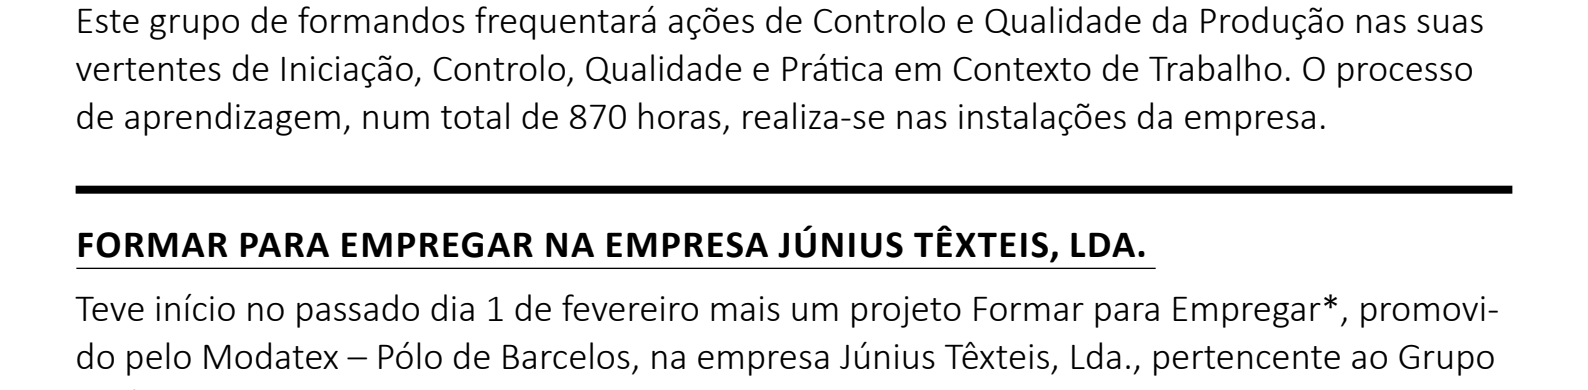 Este grupo de formandos frequentará ações de Controlo e Qualidade da Produção nas suas
vertentes de Iniciação, Controlo, Qualidade e Prática em Contexto de Trabalho. O processo
de aprendizagem, num total de 870 horas, realiza-se nas instalações da empresa.
FORMAR PARA EMPREGAR NA EMPRESA JÚNIUS TÊXTEIS, LDA.
Teve início no passado dia 1 de fevereiro mais um projeto Formar para Empregar*, promovi-
do pelo Modatex – Pólo de Barcelos, na empresa Június Têxteis, Lda., pertencente ao Grupo